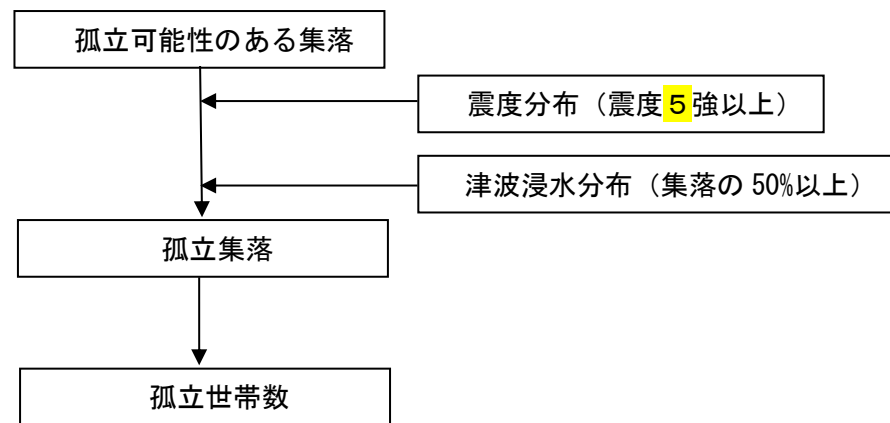 孤立可能性のある集落
震度分布（震度５強以上）
津波浸水分布（集落の 50%以上）
孤立集落
孤立世帯数